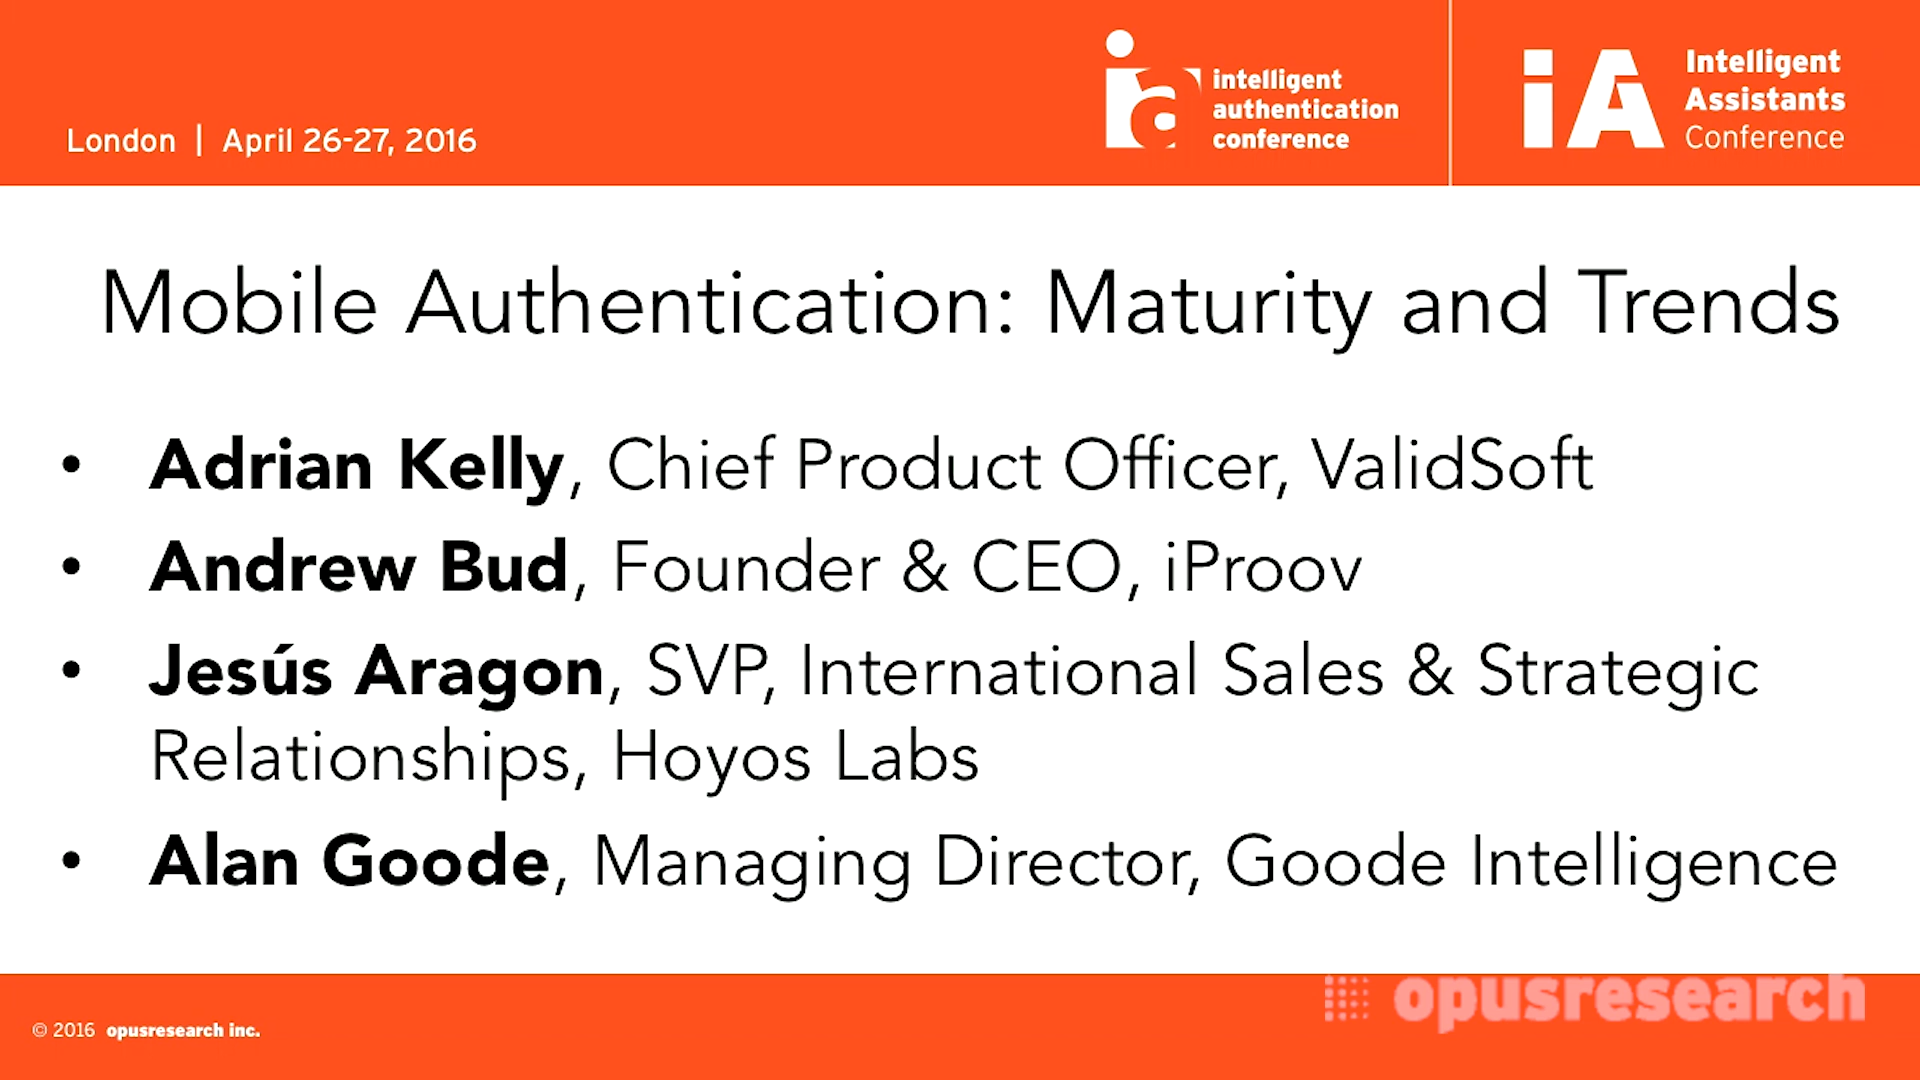 London | April 26-27, 2016
intelligent
authentication
conference
Intelligent
Assistants
Conference
Mobile Authentication: Maturity and Trends
• Adrian Kelly, Chief Product Officer, ValidSoft
• Andrew Bud, Founder & CEO, iProov
• Jesús Aragon, SVP, International Sales & Strategic
Relationships, Hoyos Labs
• Alan Goode, Managing Director, Goode Intelligence
© 2016 opusresearch inc.
opusresearch